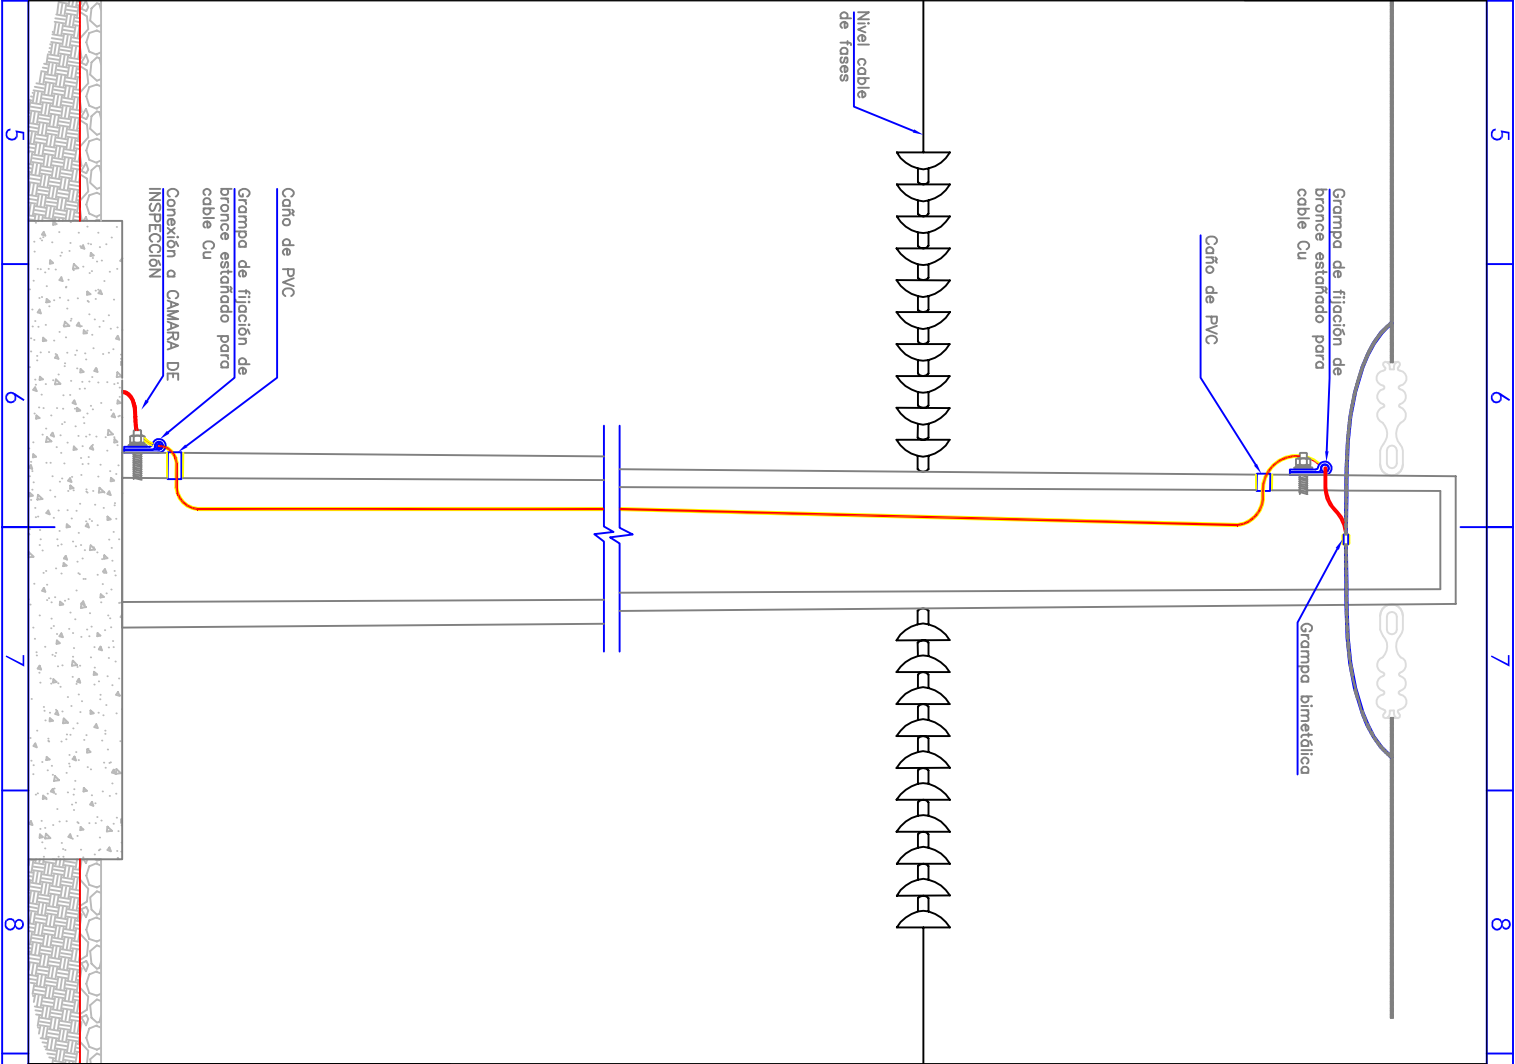 5
6
7
8
Grampa de fijación de
bronce estañado para
cable Cu
Caño de PVC
Grampa bimetálica
Nivel cable
de fases
Caño de PVC
Grampa de fijación de
bronce estañado para
cable Cu
Conexión a CAMARA DE
INSPECCIóN
5
6
7
8